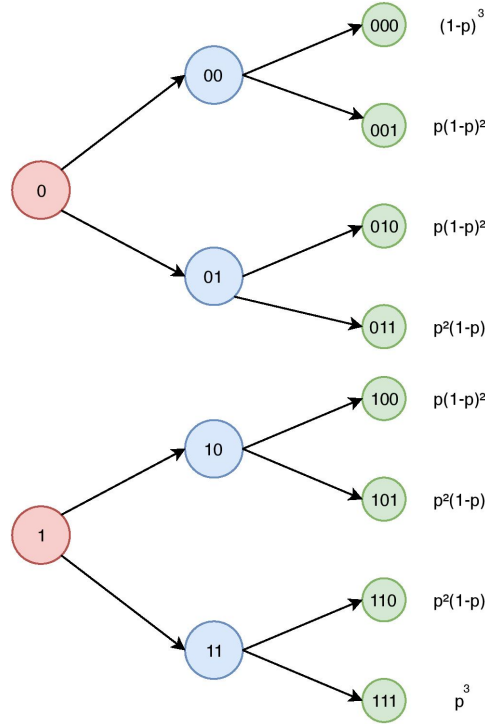 000 (1-p)³
00
001 p(1-p)²
0
010 p(1-p)²
01
011 p²(1-p)
100 p(1-p)²
10
101 p²(1-p)
1
110 p²(1-p)
11
111 p³